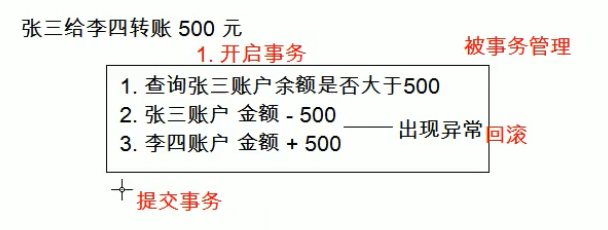 张三给李四转账 500 元
1. 开启事务
被事务管理
1. 查询张三账户余额是否大于500
2. 张三账户 金额 - 500
出现异常
回滚
3. 李四账户 金额 + 500
提交事务